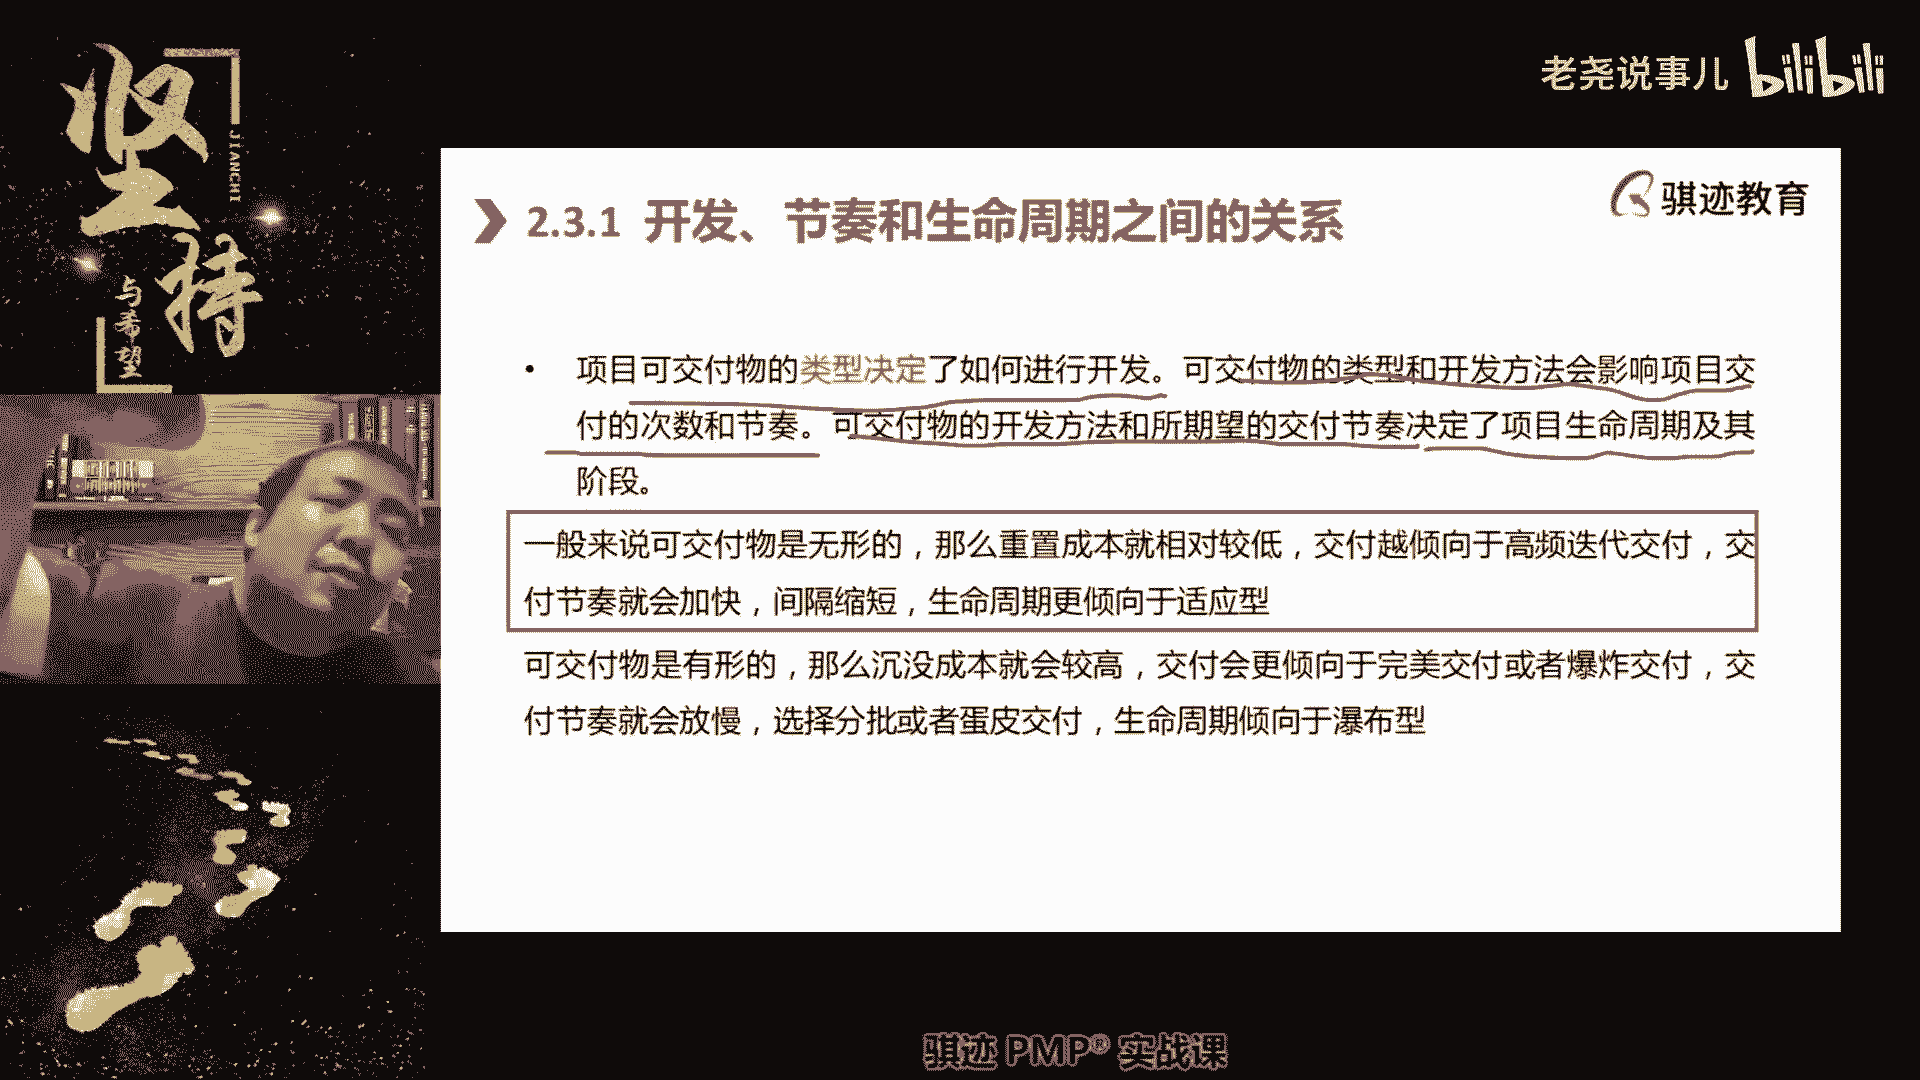 坚持
JIANCHI
与希望
老尧说事儿 bilibili
骐迹教育
2.3.1 开发、节奏和生命周期之间的关系
• 项目可交付物的类型决定了如何进行开发。可交付物的类型和开发方法会影响项目交
付的次数和节奏。可交付物的开发方法和所期望的交付节奏决定了项目生命周期及其
阶段。
一般来说可交付物是无形的，那么重置成本就相对较低，交付越倾向于高频迭代交付，交
付节奏就会加快，间隔缩短，生命周期更倾向于适应型
可交付物是有形的，那么沉没成本就会较高，交付会更倾向于完美交付或者爆炸交付，交
付节奏就会放慢，选择分批或者蛋皮交付，生命周期倾向于瀑布型
骐迹 PMP® 实战课